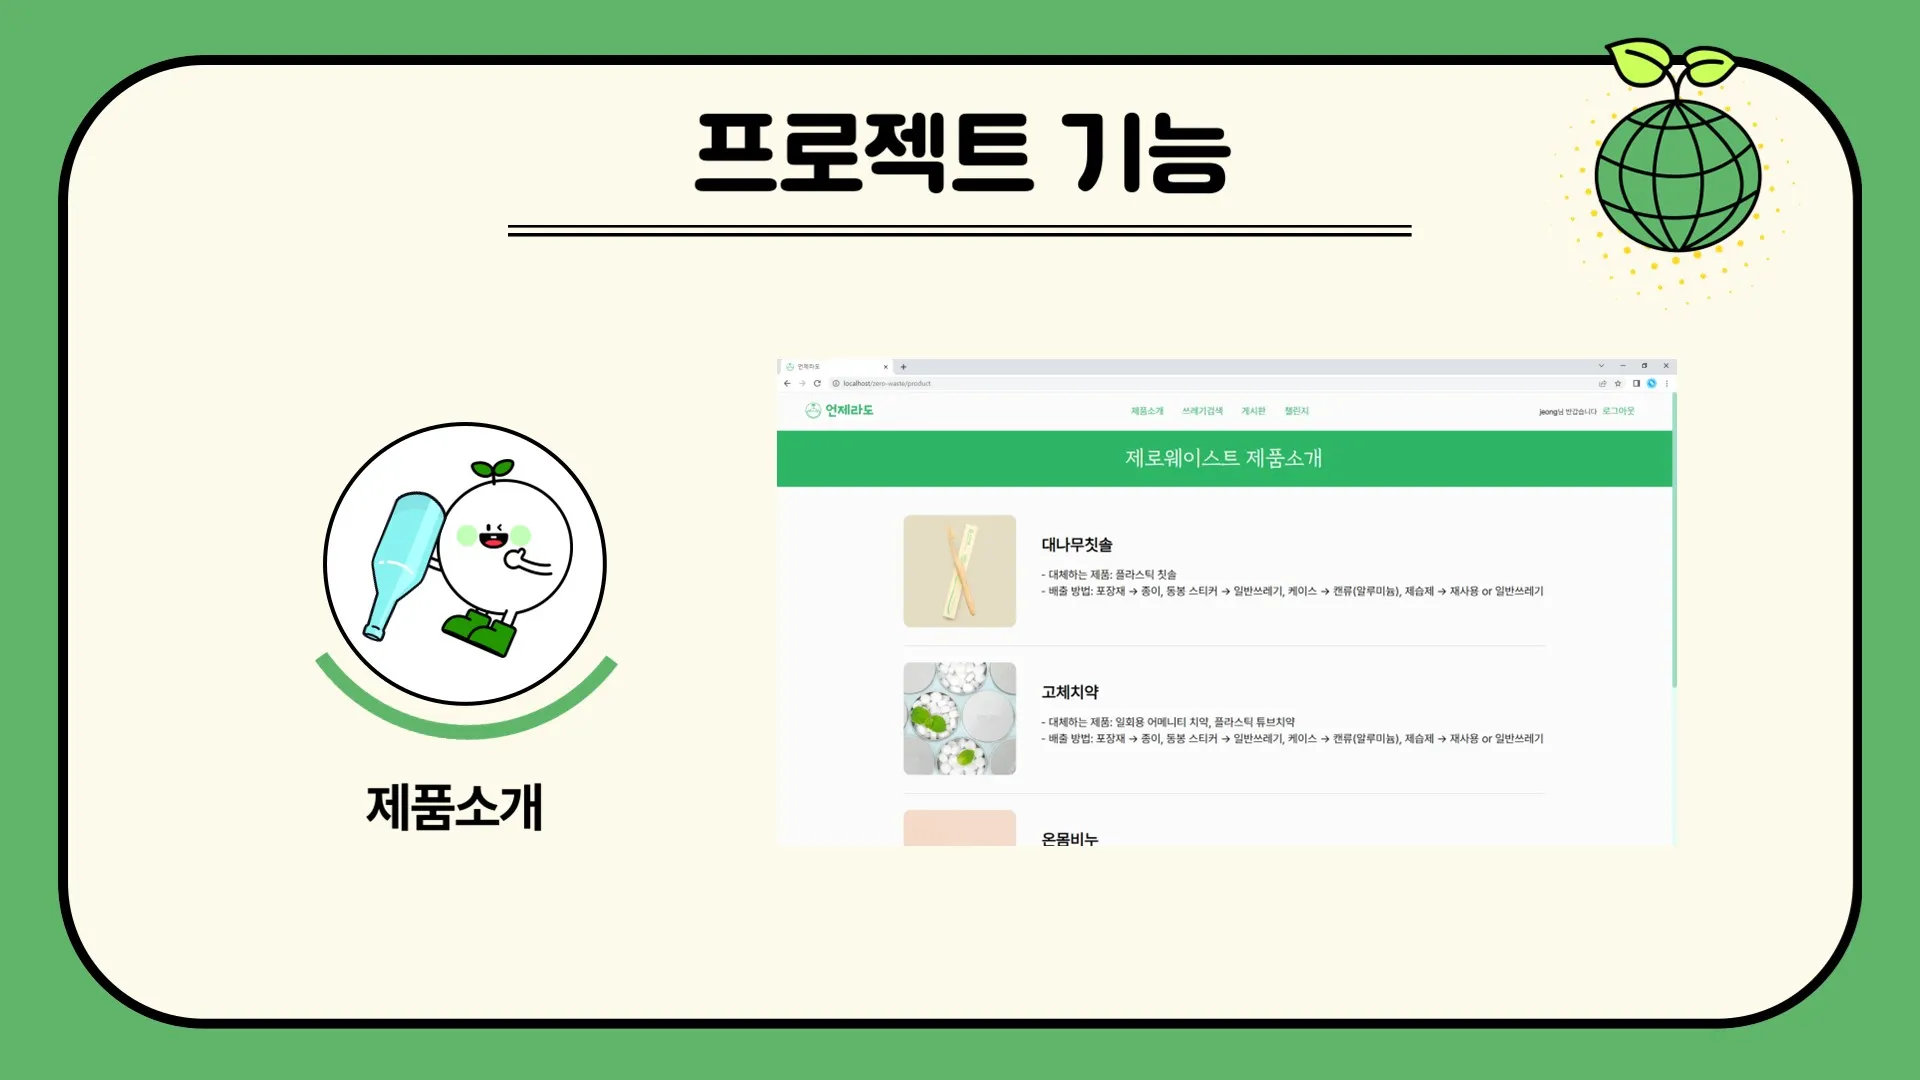 프로젝트 기능
언제라도
localhost/zero-waste/product
언제라도
제품소개 쓰레기검색 게시판 챌린지
jeong님 반갑습니다 로그아웃
제로웨이스트 제품소개
대나무칫솔
- 대체하는 제품: 플라스틱 칫솔
- 배출 방법: 포장재 → 종이, 동봉 스티커 → 일반쓰레기, 케이스 → 캔류(알루미늄), 제습제 → 재사용 or 일반쓰레기
고체치약
- 대체하는 제품: 일회용 어메니티 치약, 플라스틱 튜브치약
- 배출 방법: 포장재 → 종이, 동봉 스티커 → 일반쓰레기, 케이스 → 캔류(알루미늄), 제습제 → 재사용 or 일반쓰레기
온몸비누
제품소개